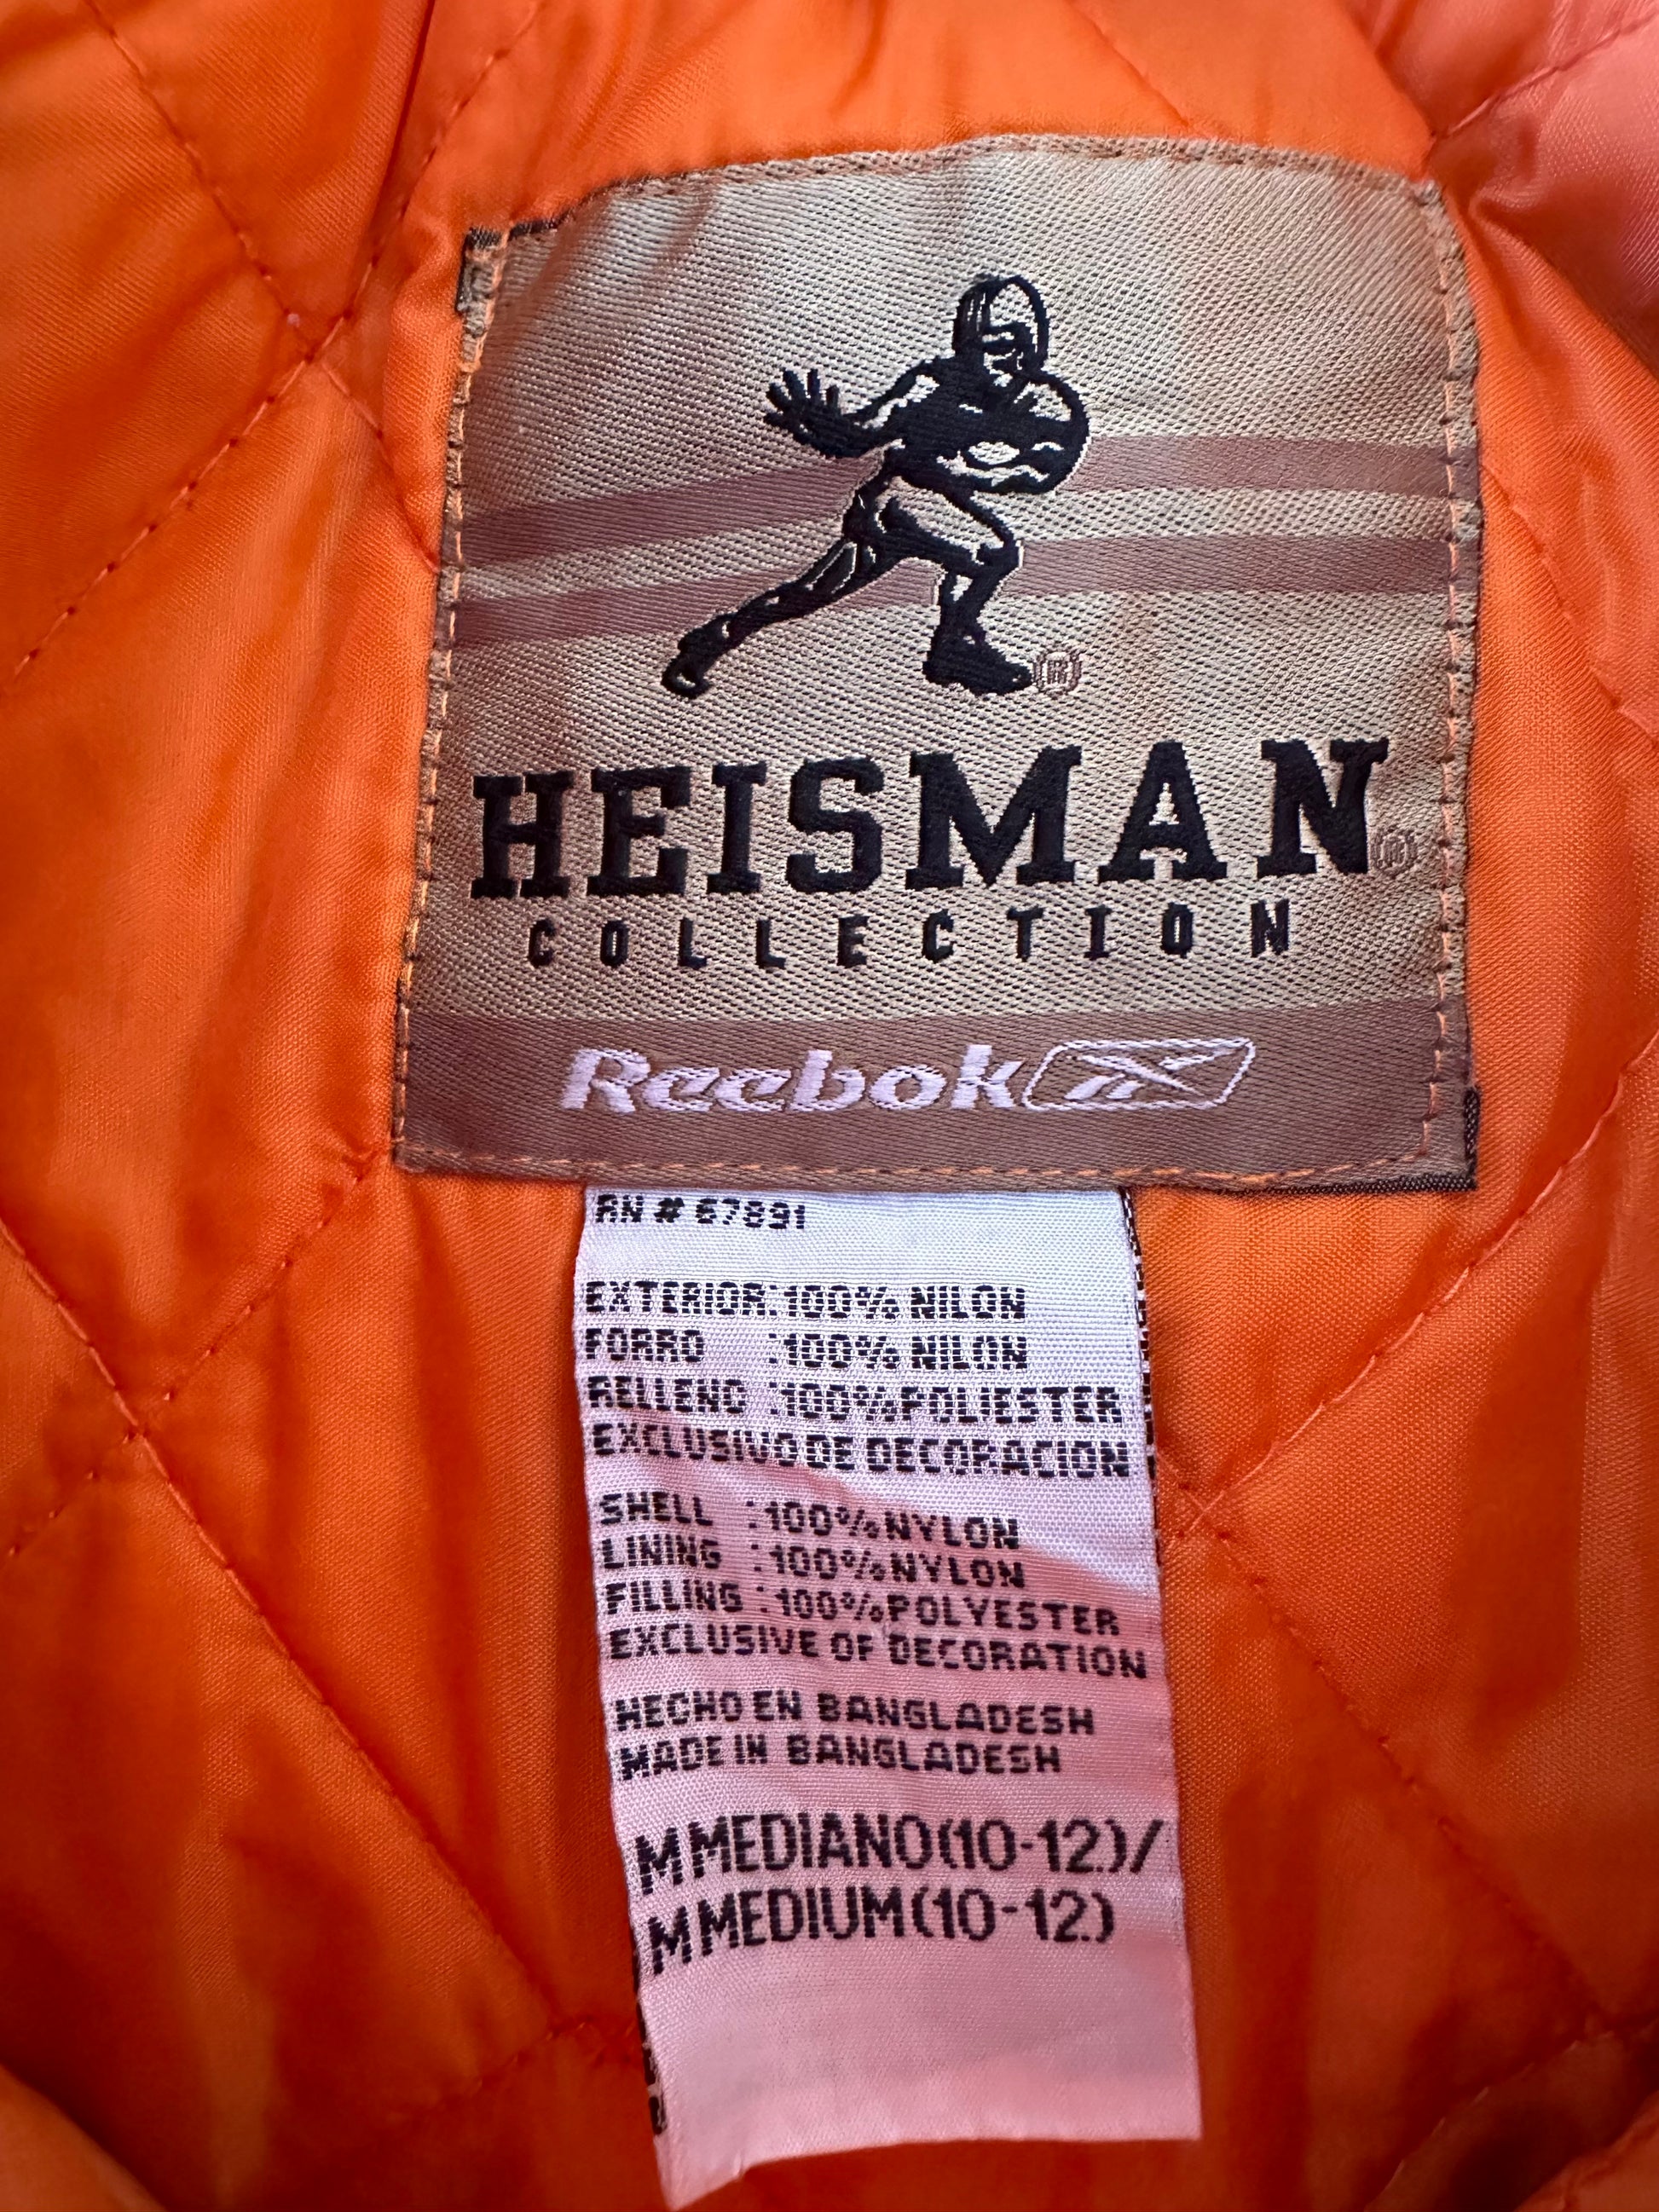 HEISMAN®
COLLECTION
Reebok
RN # 67891
EXTERIOR:100% NILON
FORRO :100% NILON
RELLENO :100%POLIESTER
EXCLUSIVO DE DECORACION
SHELL :100%NYLON
LINING :100%NYLON
FILLING :100%POLYESTER
EXCLUSIVE OF DECORATION
HECHO EN BANGLADESH
MADE IN BANGLADESH
M MEDIANO(10-12)/
M MEDIUM(10-12)